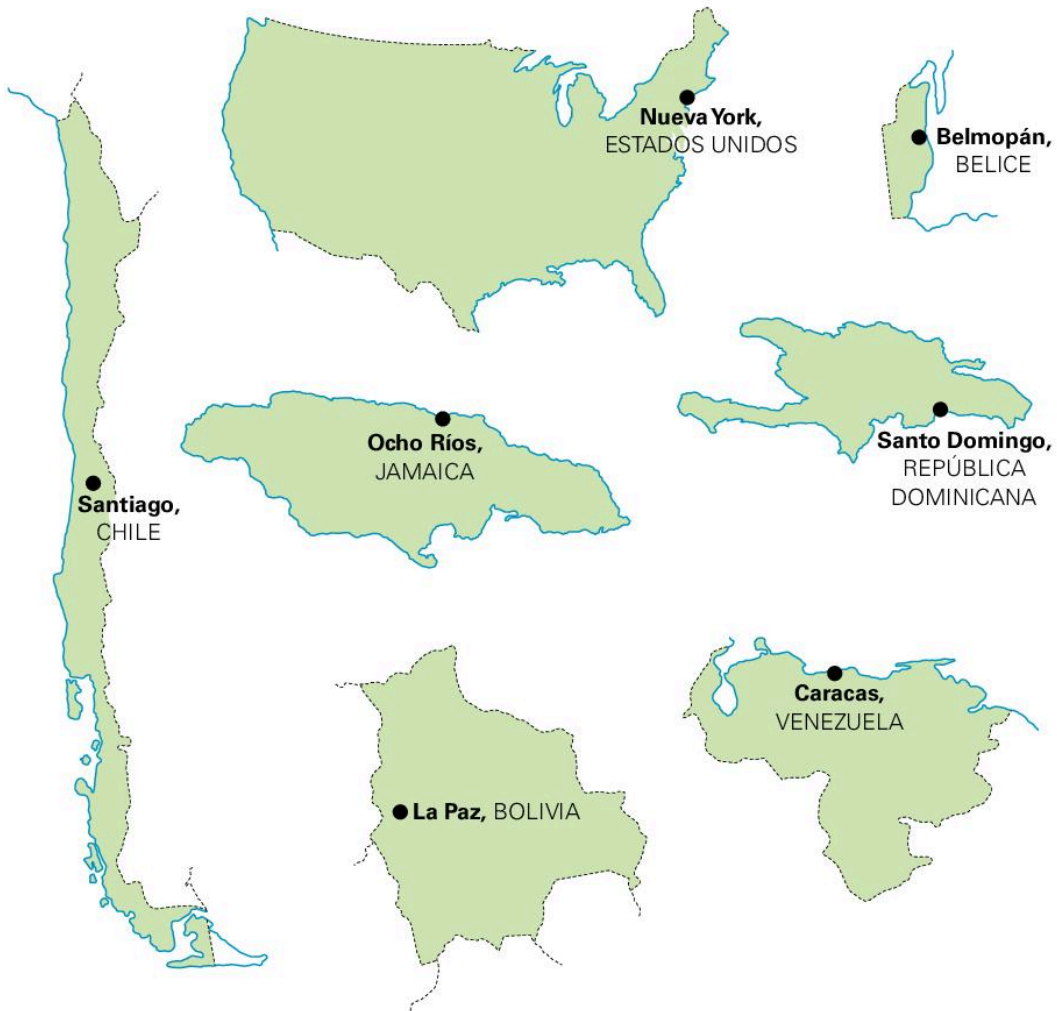 Nueva York,
ESTADOS UNIDOS
Belmopán,
BELICE
Ocho Ríos,
JAMAICA
Santo Domingo,
REPÚBLICA
DOMINICANA
Santiago,
CHILE
Caracas,
VENEZUELA
La Paz, BOLIVIA